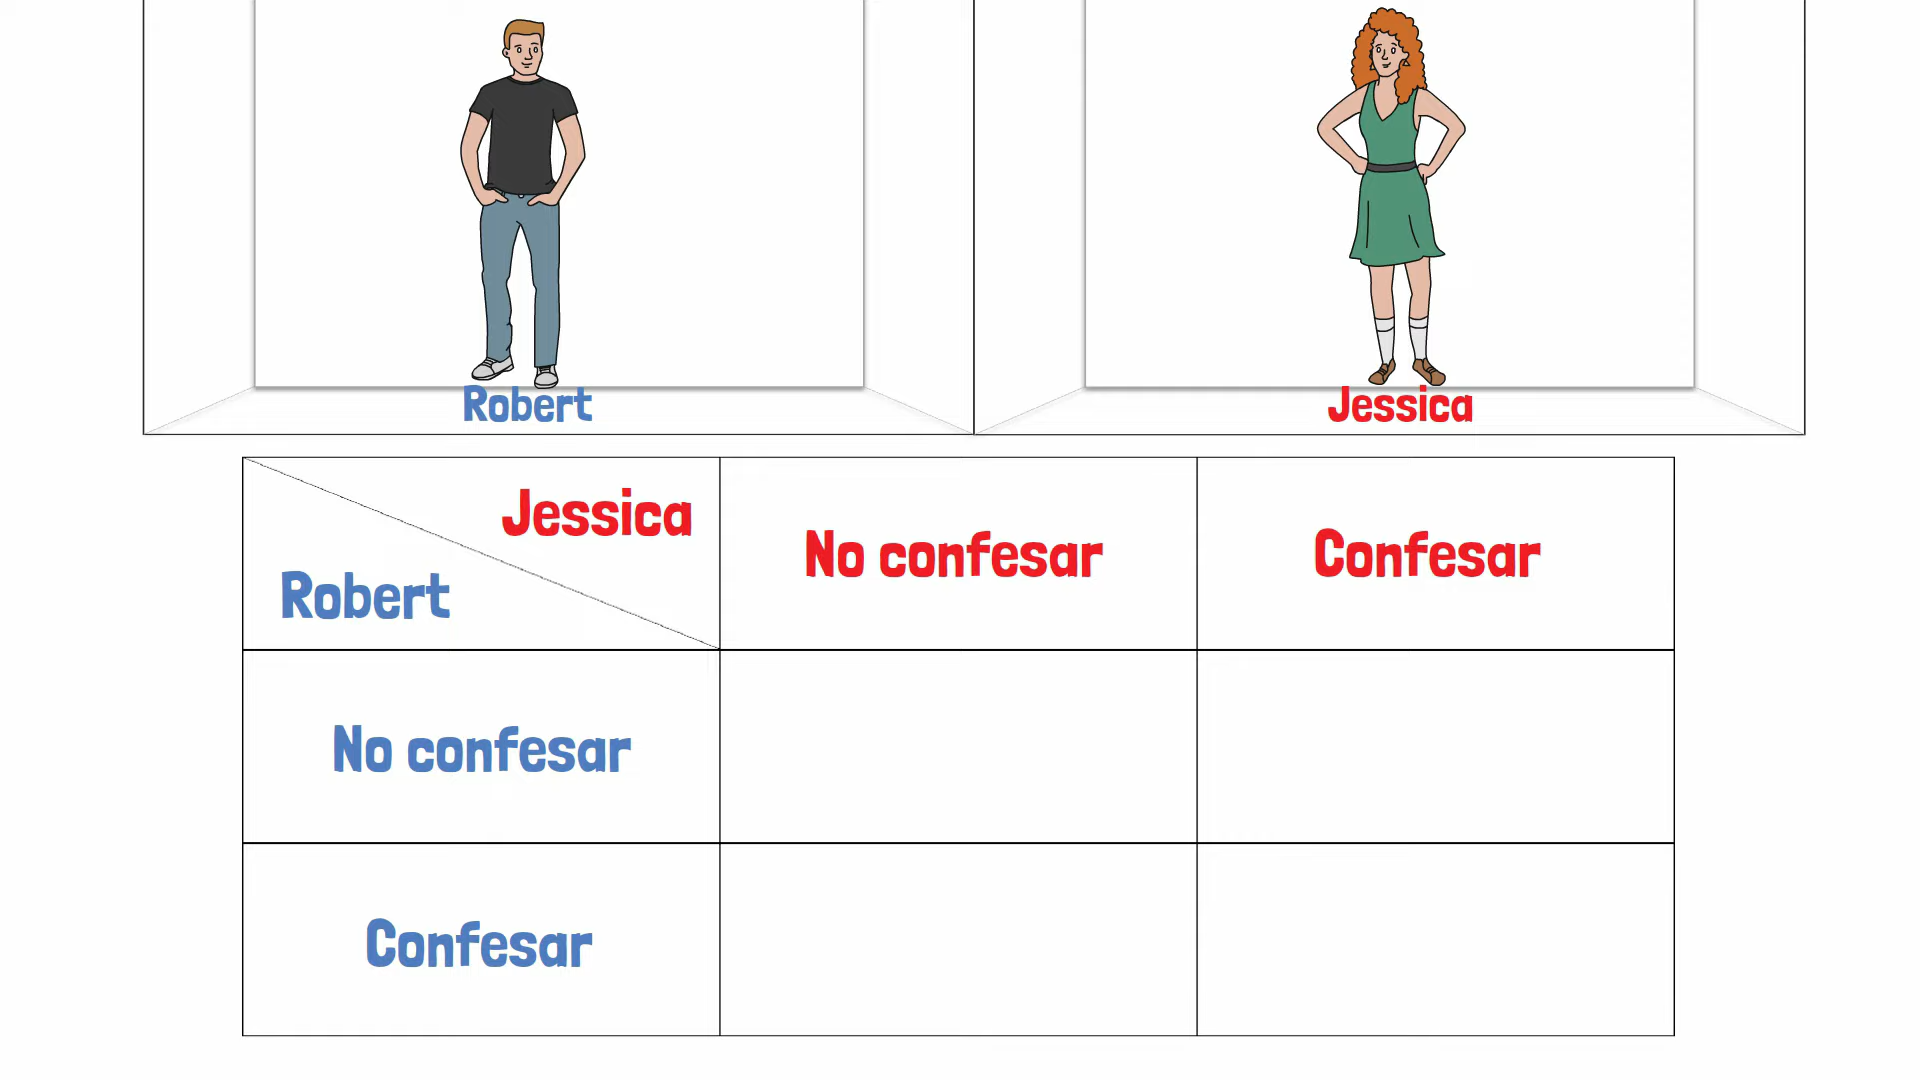 Robert
Jessica
Jessica
Robert
No confesar
Confesar
No confesar
Confesar